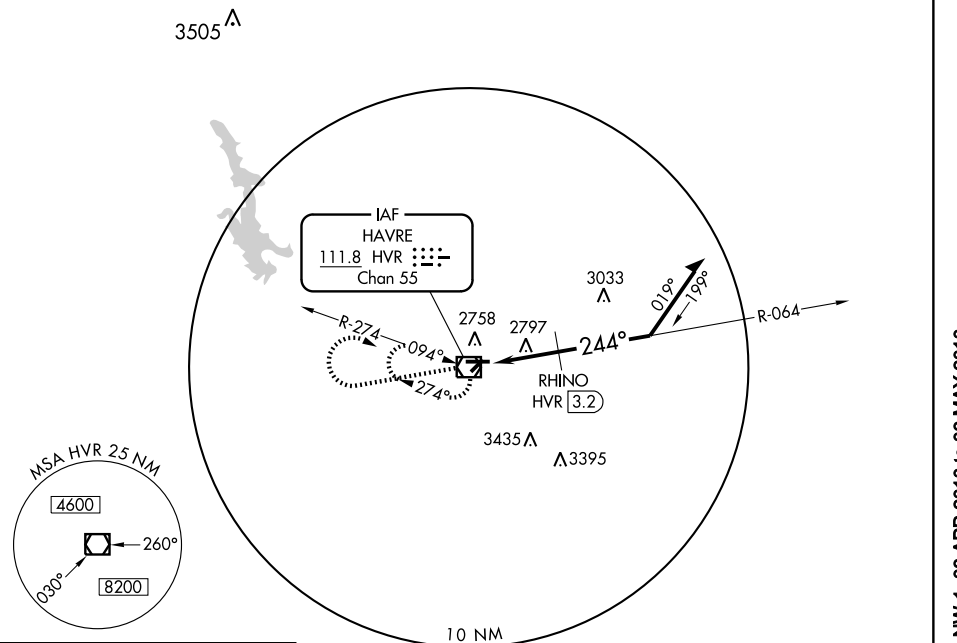 3505
IAF
HAVRE
111.8 HVR
Chan 55
3033
019°
199°
2758
2797
R-064
R-274
094°
244°
274°
RHINO
HVR 3.2
3435
3395
MSA HVR 25 NM
4600
260°
030°
8200
10 NM